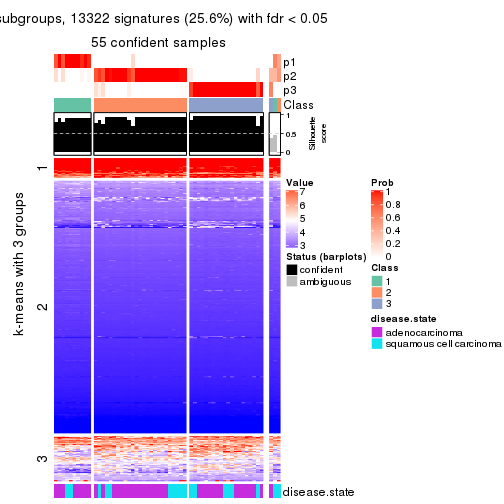 subgroups, 13322 signatures (25.6%) with fdr < 0.05
55 confident samples
p1
p2
p3
Class
1
0.5
0
Silhouette
score
k-means with 3 groups
1
2
3
Value
7
6
5
4
3
Status (barplots)
confident
ambiguous
Prob
1
0.8
0.6
0.4
0.2
0
Class
1
2
3
disease.state
adenocarcinoma
squamous cell carcinoma
disease.state